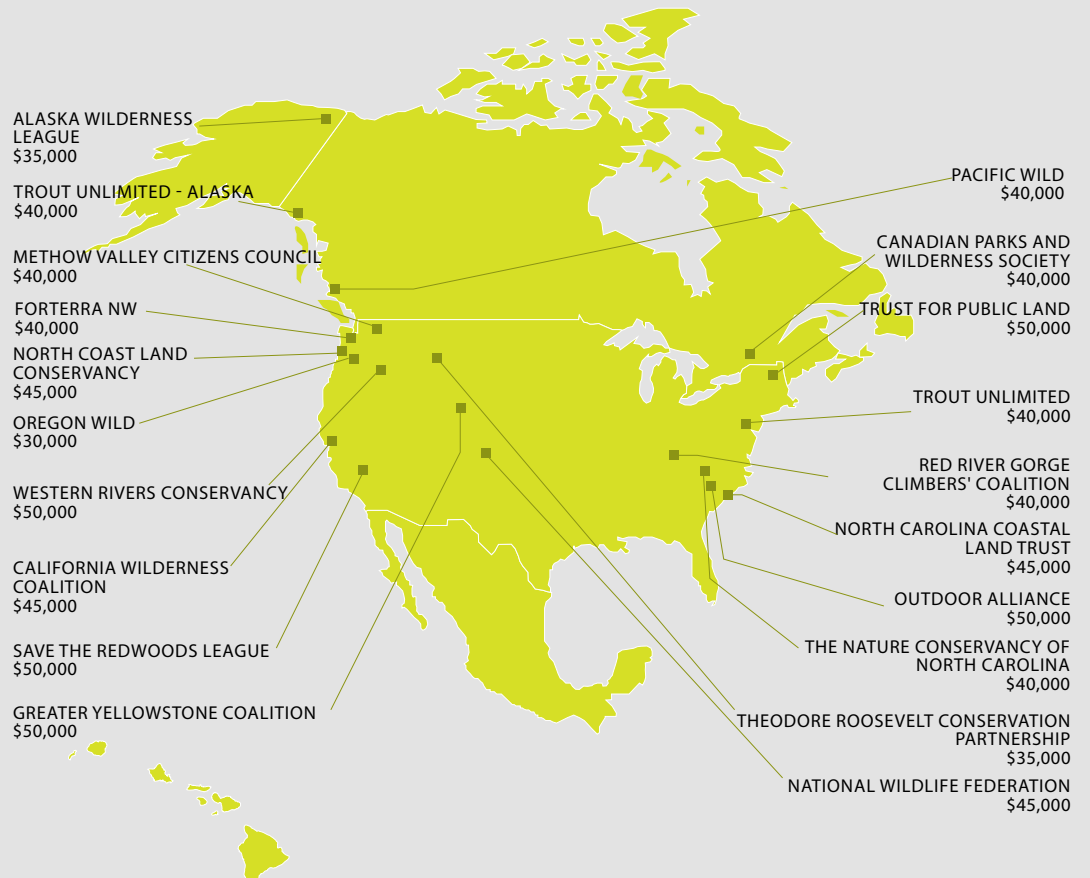 ALASKA WILDERNESS
LEAGUE
$35,000
TROUT UNLIMITED - ALASKA
$40,000
METHOW VALLEY CITIZENS COUNCIL
$40,000
FORTERRA NW
$40,000
NORTH COAST LAND
CONSERVANCY
$45,000
OREGON WILD
$30,000
WESTERN RIVERS CONSERVANCY
$50,000
CALIFORNIA WILDERNESS
COALITION
$45,000
SAVE THE REDWOODS LEAGUE
$50,000
GREATER YELLOWSTONE COALITION
$50,000
PACIFIC WILD
$40,000
CANADIAN PARKS AND
WILDERNESS SOCIETY
$40,000
TRUST FOR PUBLIC LAND
$50,000
TROUT UNLIMITED
$40,000
RED RIVER GORGE
CLIMBERS' COALITION
$40,000
NORTH CAROLINA COASTAL
LAND TRUST
$45,000
OUTDOOR ALLIANCE
$50,000
THE NATURE CONSERVANCY OF
NORTH CAROLINA
$40,000
THEODORE ROOSEVELT CONSERVATION
PARTNERSHIP
$35,000
NATIONAL WILDLIFE FEDERATION
$45,000